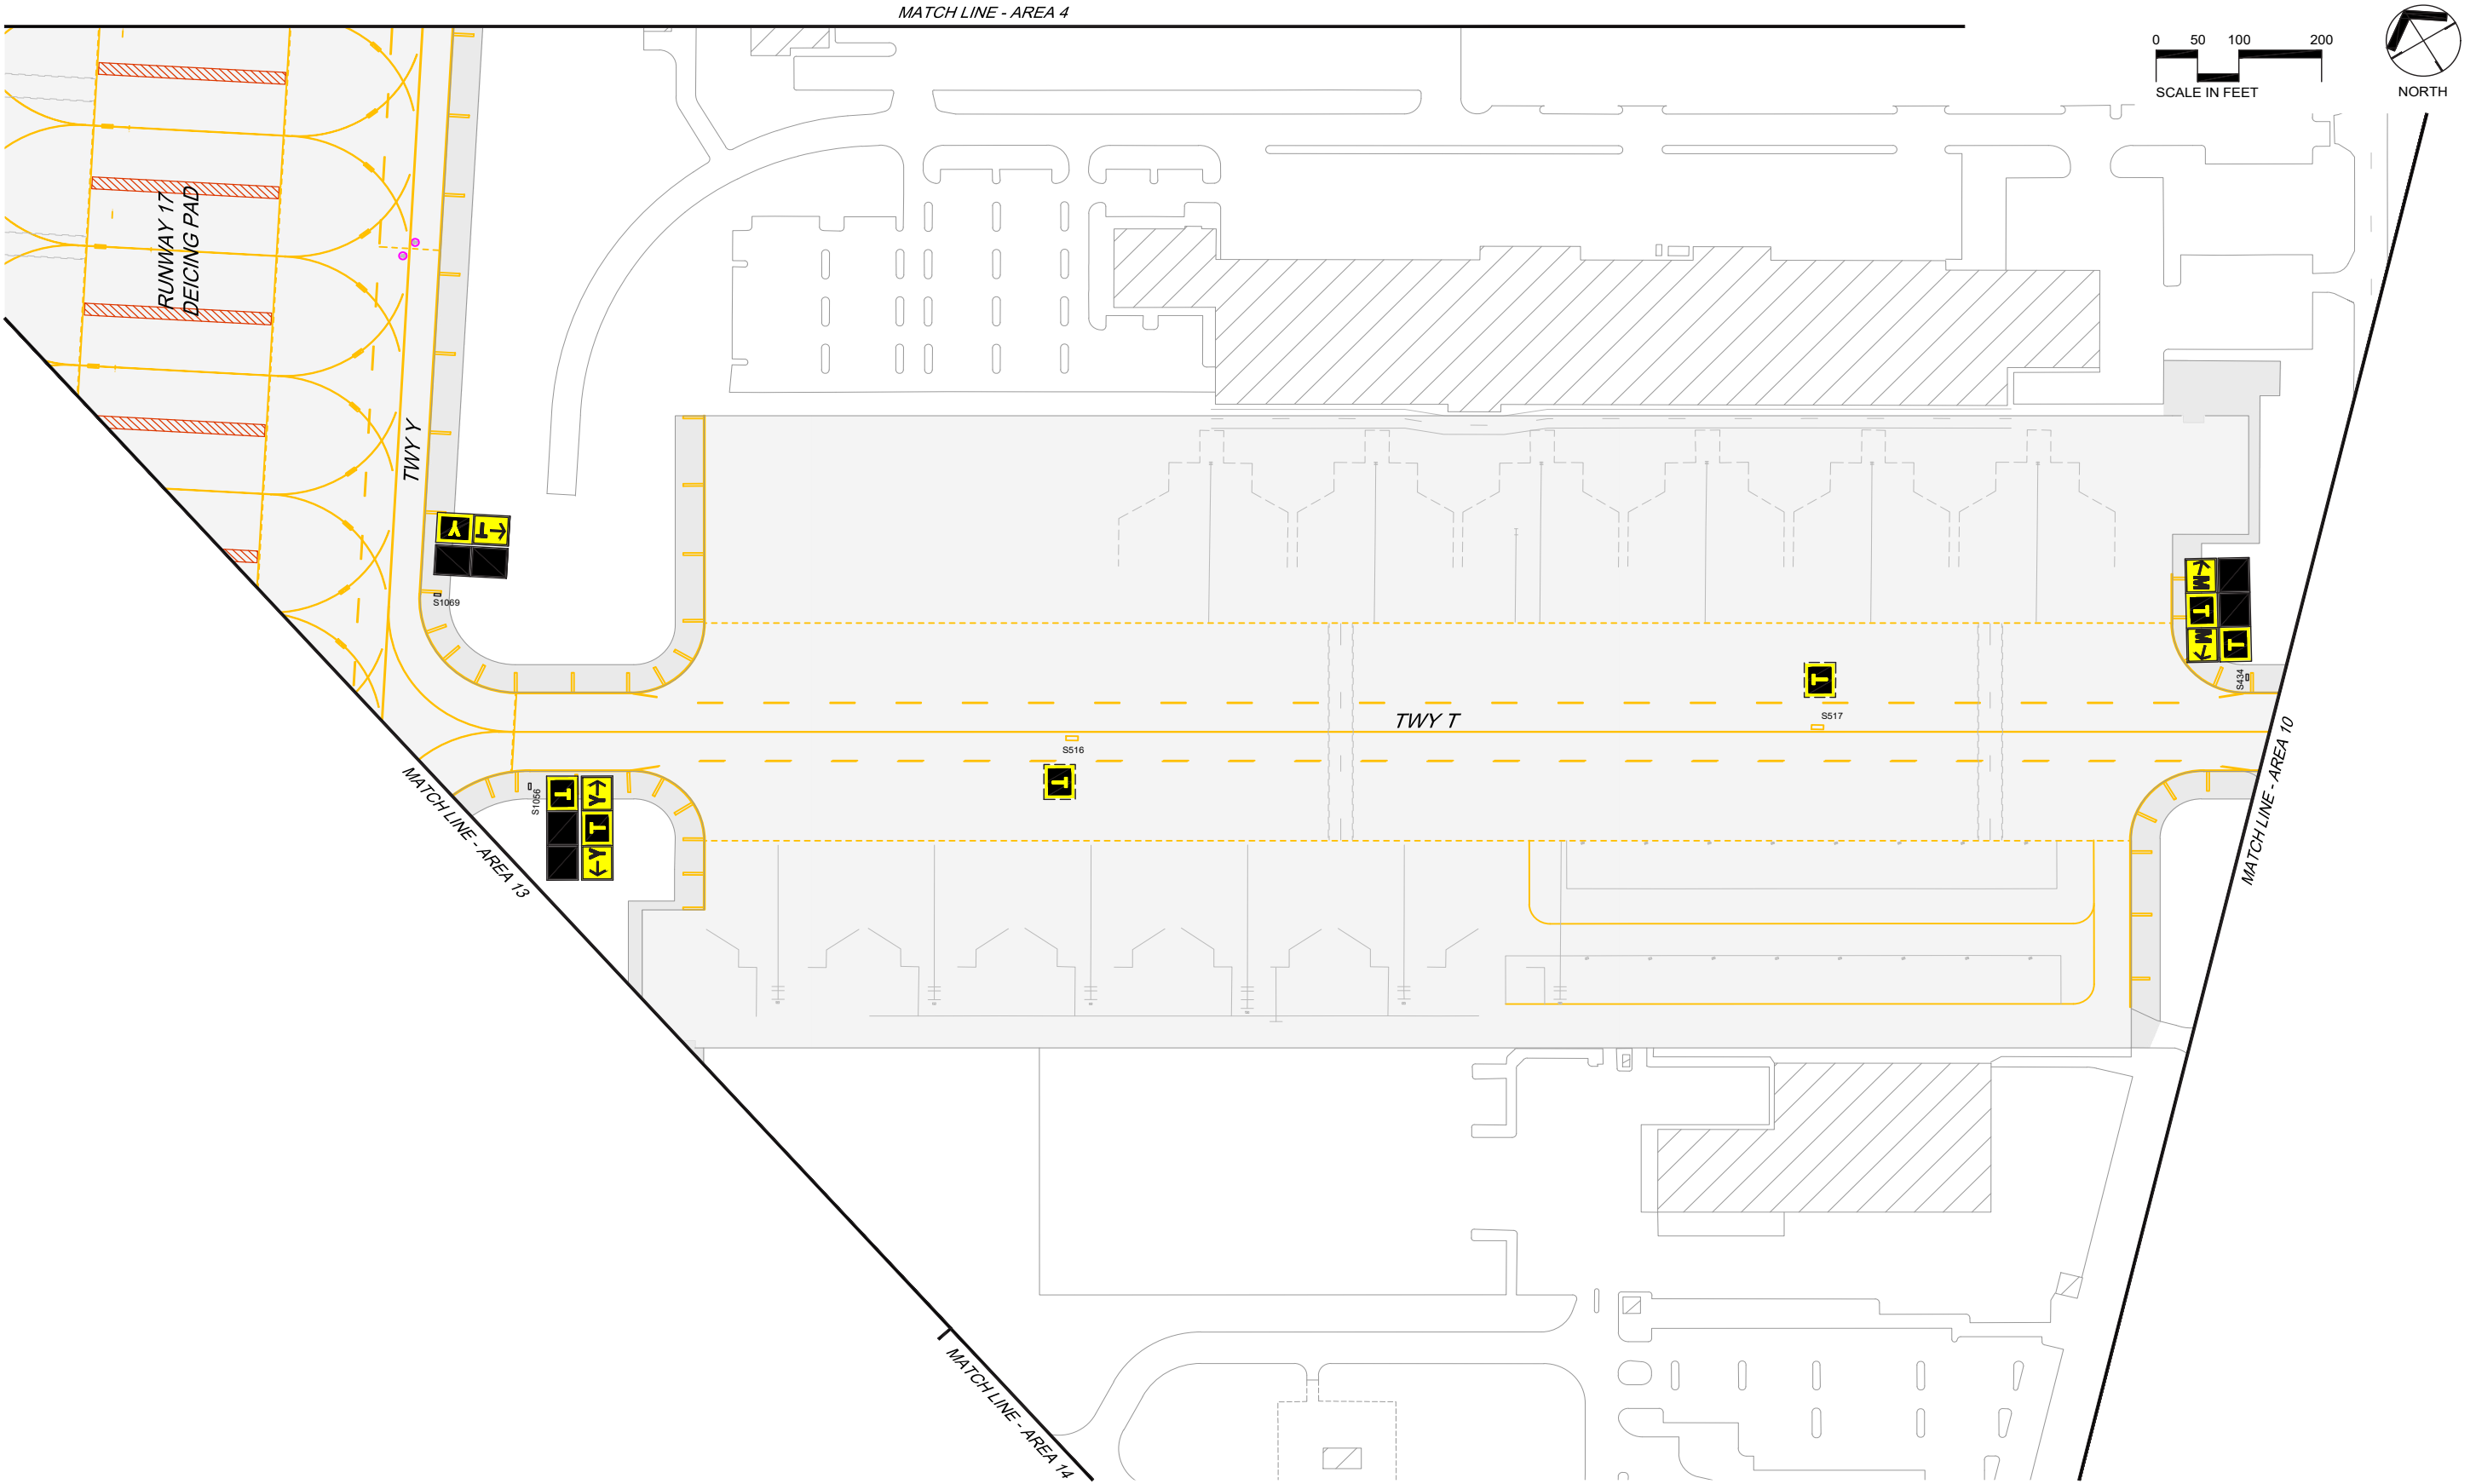 MATCH LINE - AREA 4
0 50 100 200
SCALE IN FEET
NORTH
RUNWAY 17
DEICING PAD
TWY Y
Y T→
S1069
←M T M→
T
S434
T
S517
TWY T
S516
T
S1056
T
←Y T Y→
MATCH LINE - AREA 10
MATCH LINE - AREA 13
MATCH LINE - AREA 14